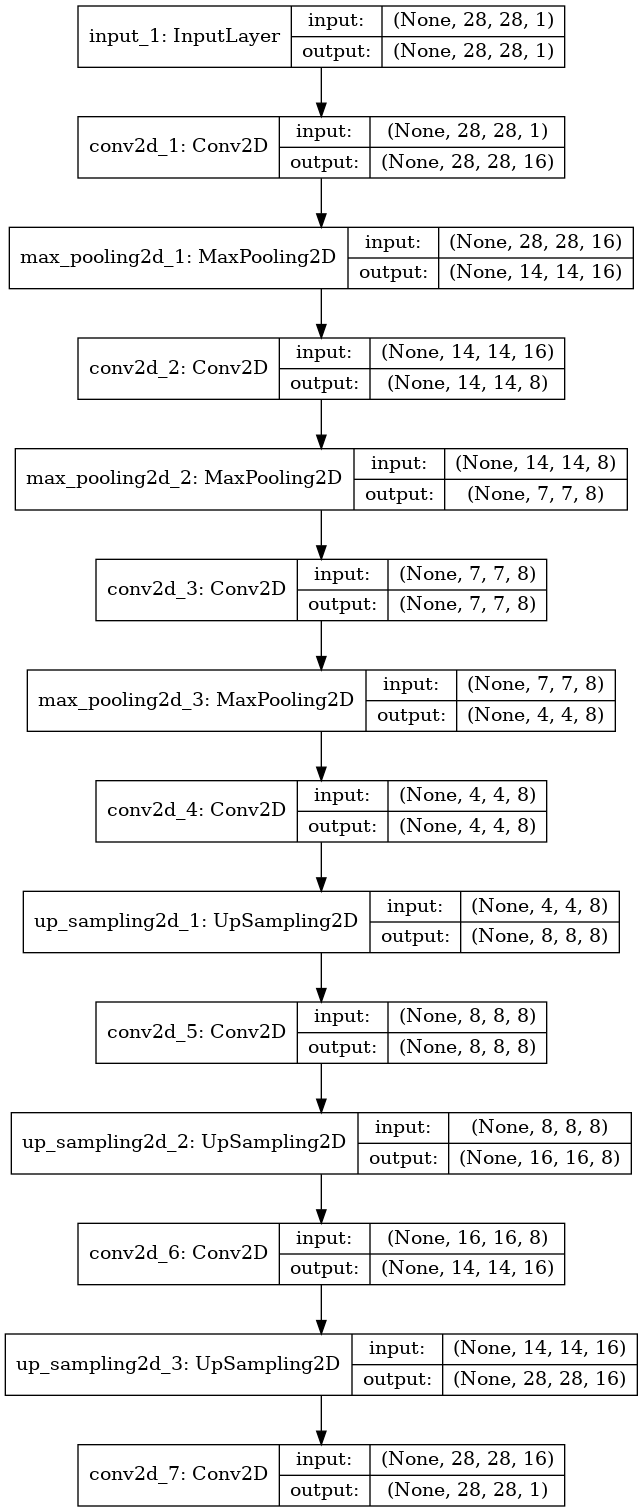 input_1: InputLayer
input: (None, 28, 28, 1)
output: (None, 28, 28, 1)
conv2d_1: Conv2D
input: (None, 28, 28, 1)
output: (None, 28, 28, 16)
max_pooling2d_1: MaxPooling2D
input: (None, 28, 28, 16)
output: (None, 14, 14, 16)
conv2d_2: Conv2D
input: (None, 14, 14, 16)
output: (None, 14, 14, 8)
max_pooling2d_2: MaxPooling2D
input: (None, 14, 14, 8)
output: (None, 7, 7, 8)
conv2d_3: Conv2D
input: (None, 7, 7, 8)
output: (None, 7, 7, 8)
max_pooling2d_3: MaxPooling2D
input: (None, 7, 7, 8)
output: (None, 4, 4, 8)
conv2d_4: Conv2D
input: (None, 4, 4, 8)
output: (None, 4, 4, 8)
up_sampling2d_1: UpSampling2D
input: (None, 4, 4, 8)
output: (None, 8, 8, 8)
conv2d_5: Conv2D
input: (None, 8, 8, 8)
output: (None, 8, 8, 8)
up_sampling2d_2: UpSampling2D
input: (None, 8, 8, 8)
output: (None, 16, 16, 8)
conv2d_6: Conv2D
input: (None, 16, 16, 8)
output: (None, 14, 14, 16)
up_sampling2d_3: UpSampling2D
input: (None, 14, 14, 16)
output: (None, 28, 28, 16)
conv2d_7: Conv2D
input: (None, 28, 28, 16)
output: (None, 28, 28, 1)